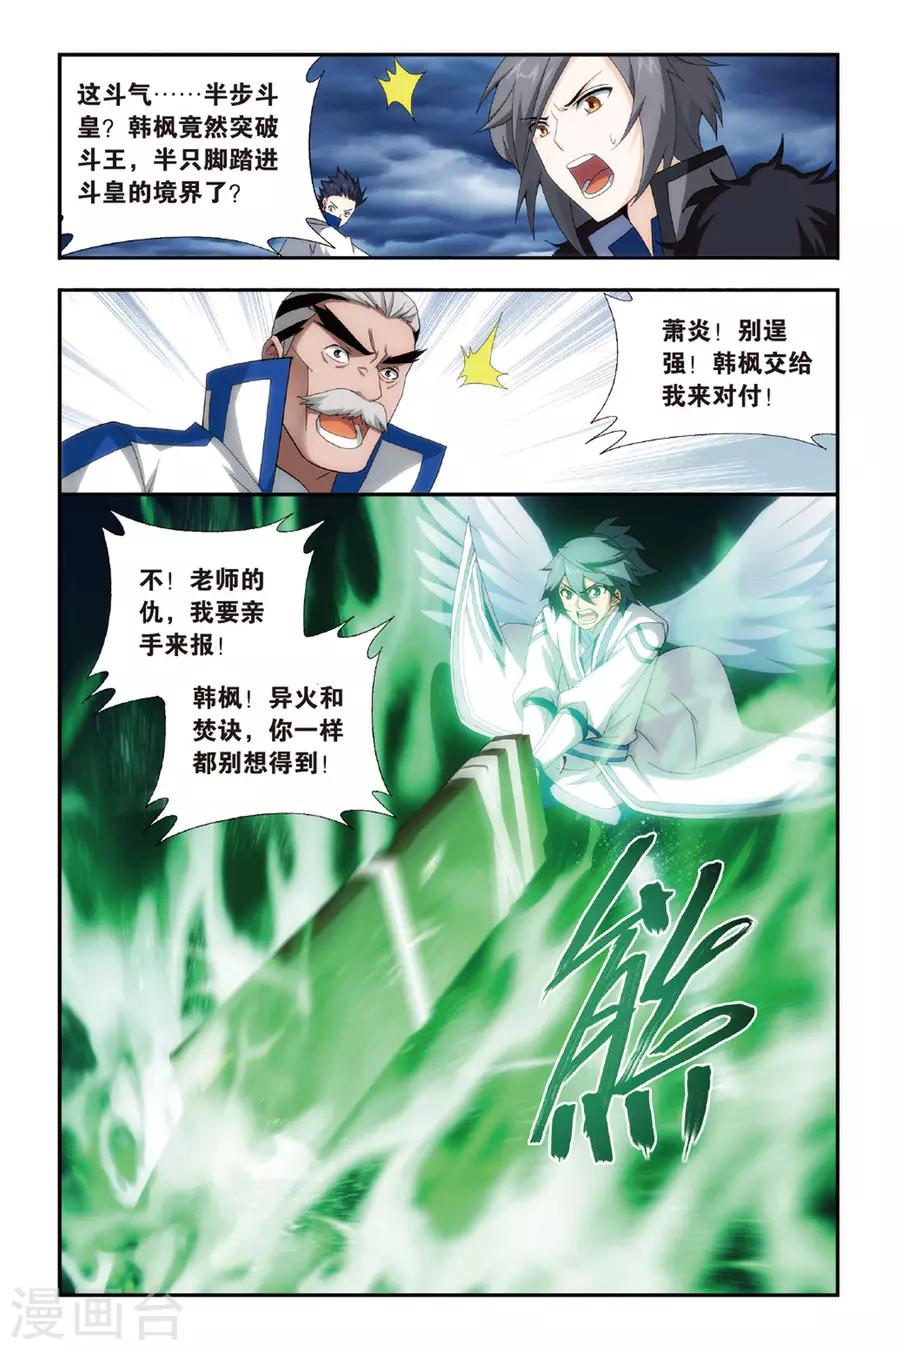 这斗气……半步斗
皇？韩枫竟然突破
斗王，半只脚踏进
斗皇的境界了？
萧炎！别逞
强！韩枫交给
我来对付！
不！老师的
仇，我要亲
手来报！
韩枫！异火和
焚诀，你一样
都别想得到！
熊
漫画台